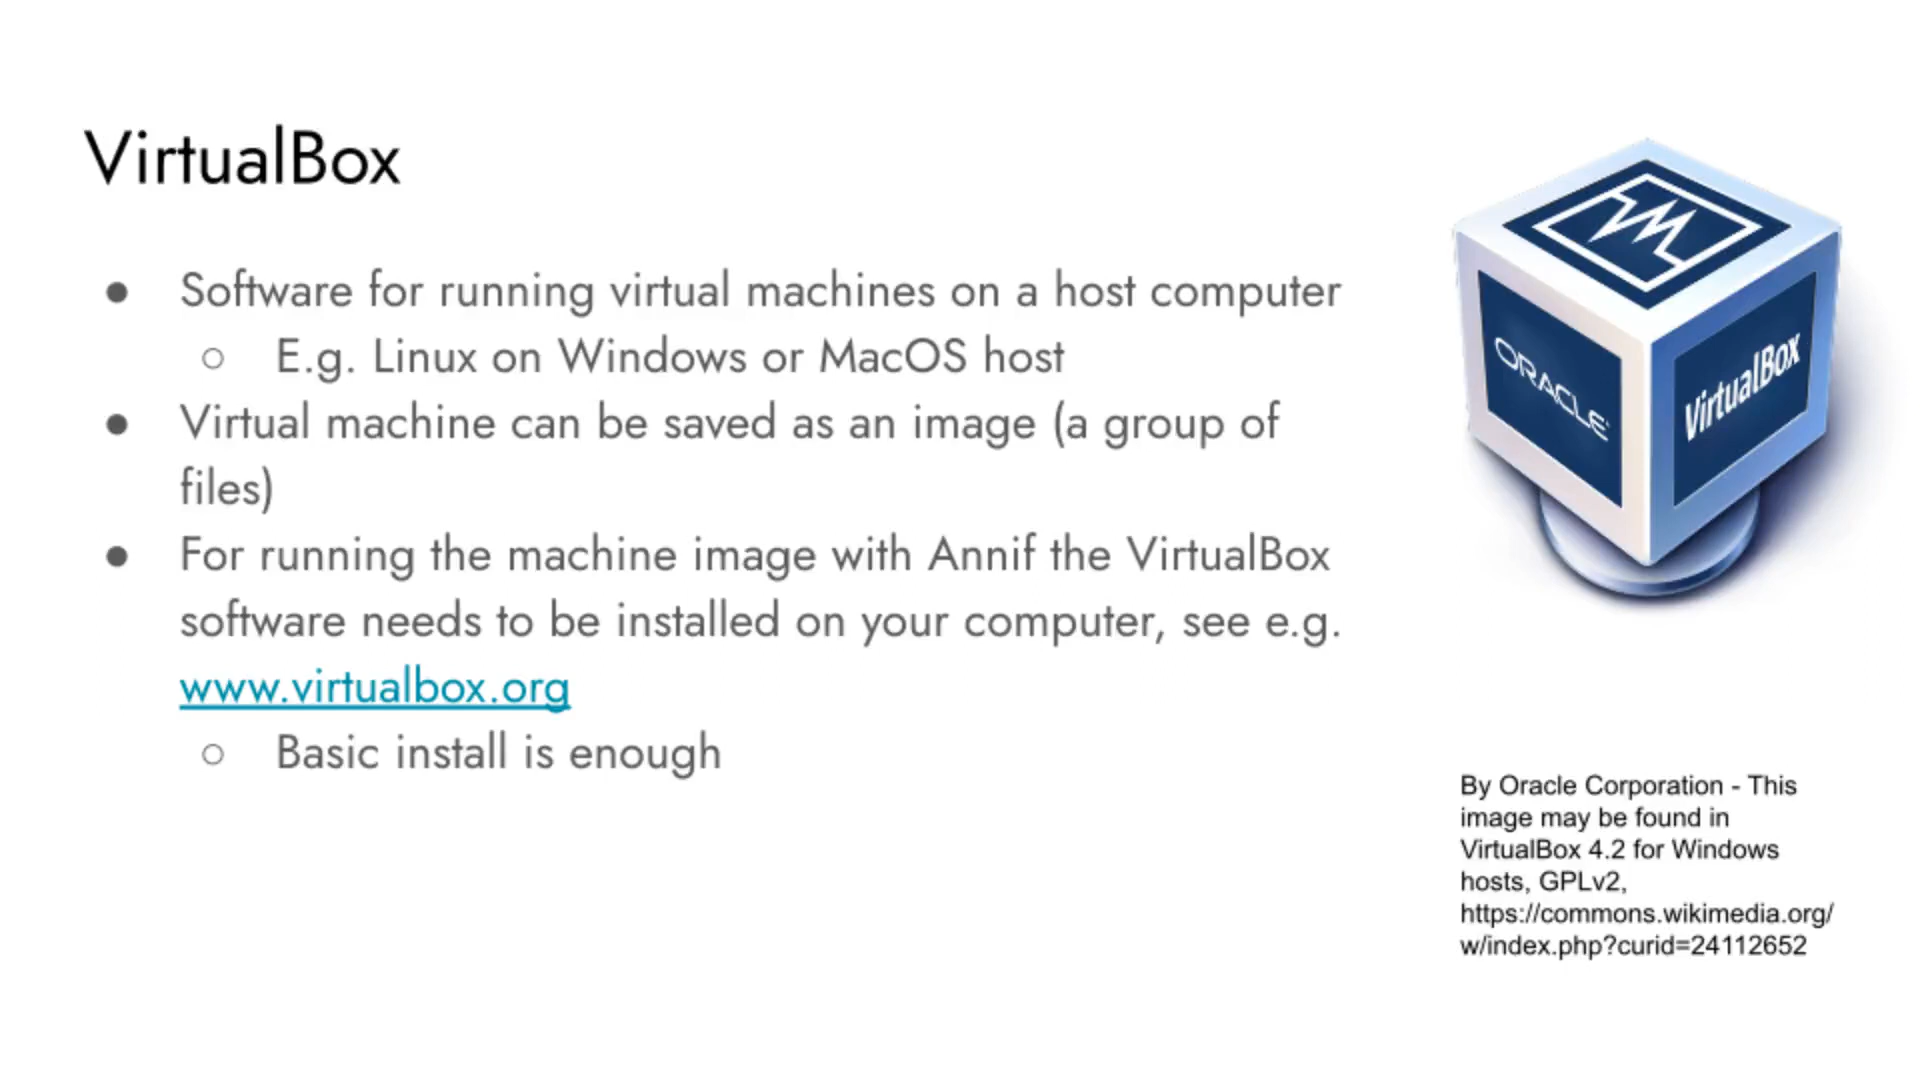 VirtualBox
● Software for running virtual machines on a host computer
○ E.g. Linux on Windows or MacOS host
● Virtual machine can be saved as an image (a group of
files)
● For running the machine image with Annif the VirtualBox
software needs to be installed on your computer, see e.g.
www.virtualbox.org
○ Basic install is enough
ORACLE
VirtualBox
By Oracle Corporation - This
image may be found in
VirtualBox 4.2 for Windows
hosts, GPLv2,
https://commons.wikimedia.org/
w/index.php?curid=24112652